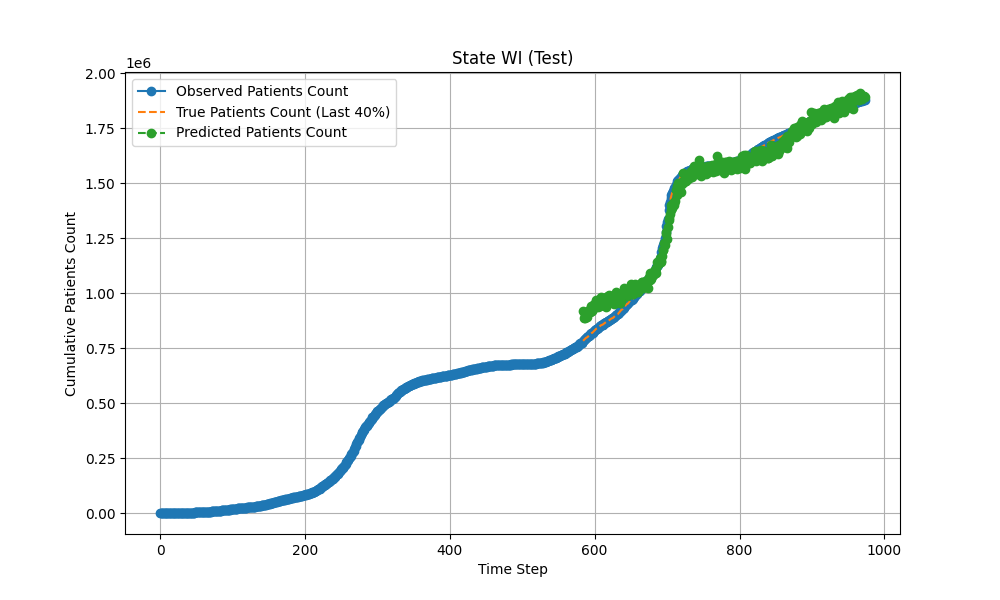 State WI (Test)
1e6
2.00
1.75
1.50
1.25
1.00
0.75
0.50
0.25
0.00
Cumulative Patients Count
Observed Patients Count
True Patients Count (Last 40%)
Predicted Patients Count
0 200 400 600 800 1000
Time Step